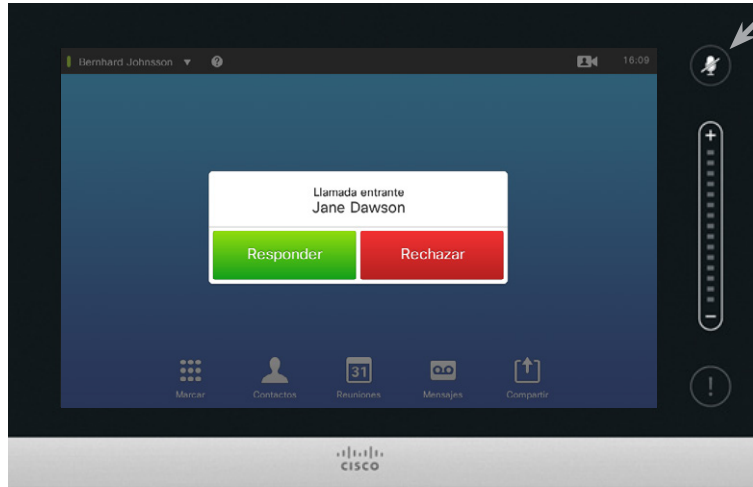 Bernhard Johnsson
16:09
Llamada entrante
Jane Dawson
Responder Rechazar
31
Marcar Contactos Reuniones Mensajes Compartir
CISCO